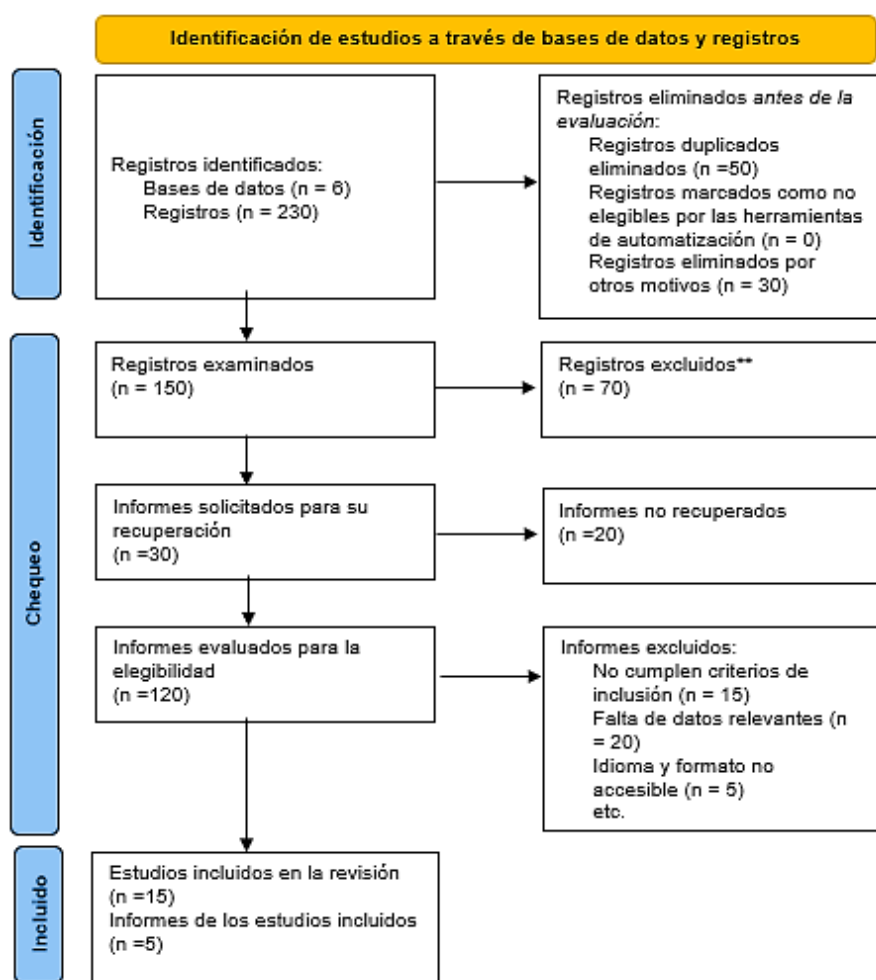 Identificación de estudios a través de bases de datos y registros
Identificación
Registros identificados:
Bases de datos (n = 6)
Registros (n = 230)
Registros eliminados antes de la
evaluación:
Registros duplicados
eliminados (n =50)
Registros marcados como no
elegibles por las herramientas
de automatización (n = 0)
Registros eliminados por
otros motivos (n = 30)
Chequeo
Registros examinados
(n = 150)
Registros excluidos**
(n = 70)
Informes solicitados para su
recuperación
(n =30)
Informes no recuperados
(n =20)
Informes evaluados para la
elegibilidad
(n =120)
Informes excluidos:
No cumplen criterios de
inclusión (n = 15)
Falta de datos relevantes (n
= 20)
Idioma y formato no
accesible (n = 5)
etc.
Incluido
Estudios incluidos en la revisión
(n =15)
Informes de los estudios incluidos
(n =5)